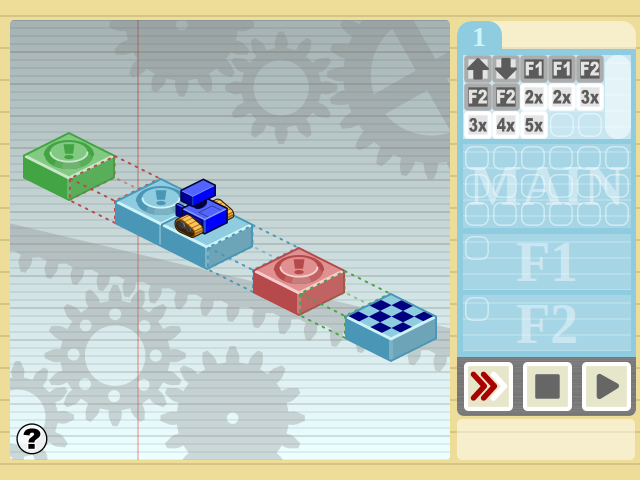 1
F1 F1 F2
F2 F2 2x 2x 3x
3x 4x 5x
MAIN
F1
F2
?